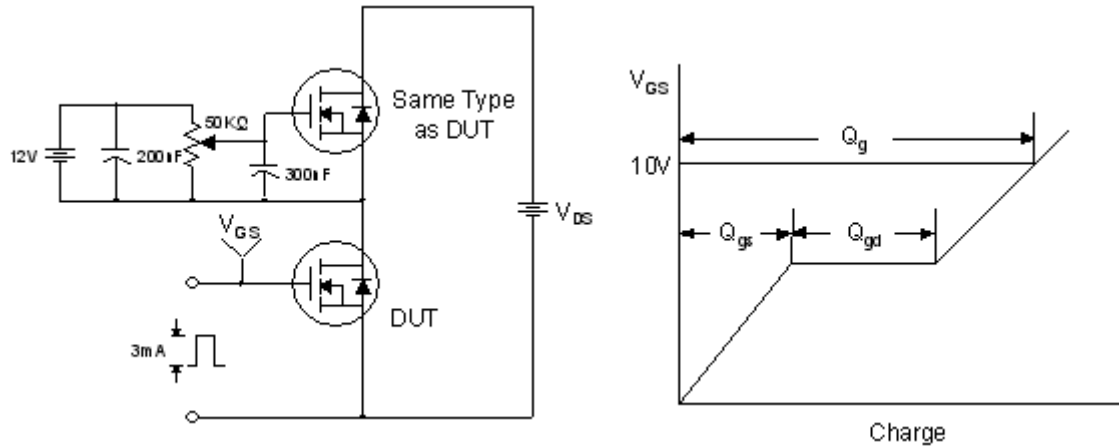 Same Type
as DUT
50KΩ
12V
200nF
300nF
V_GS
V_DS
DUT
3mA
V_GS
Q_g
10V
Q_gs
Q_gd
Charge